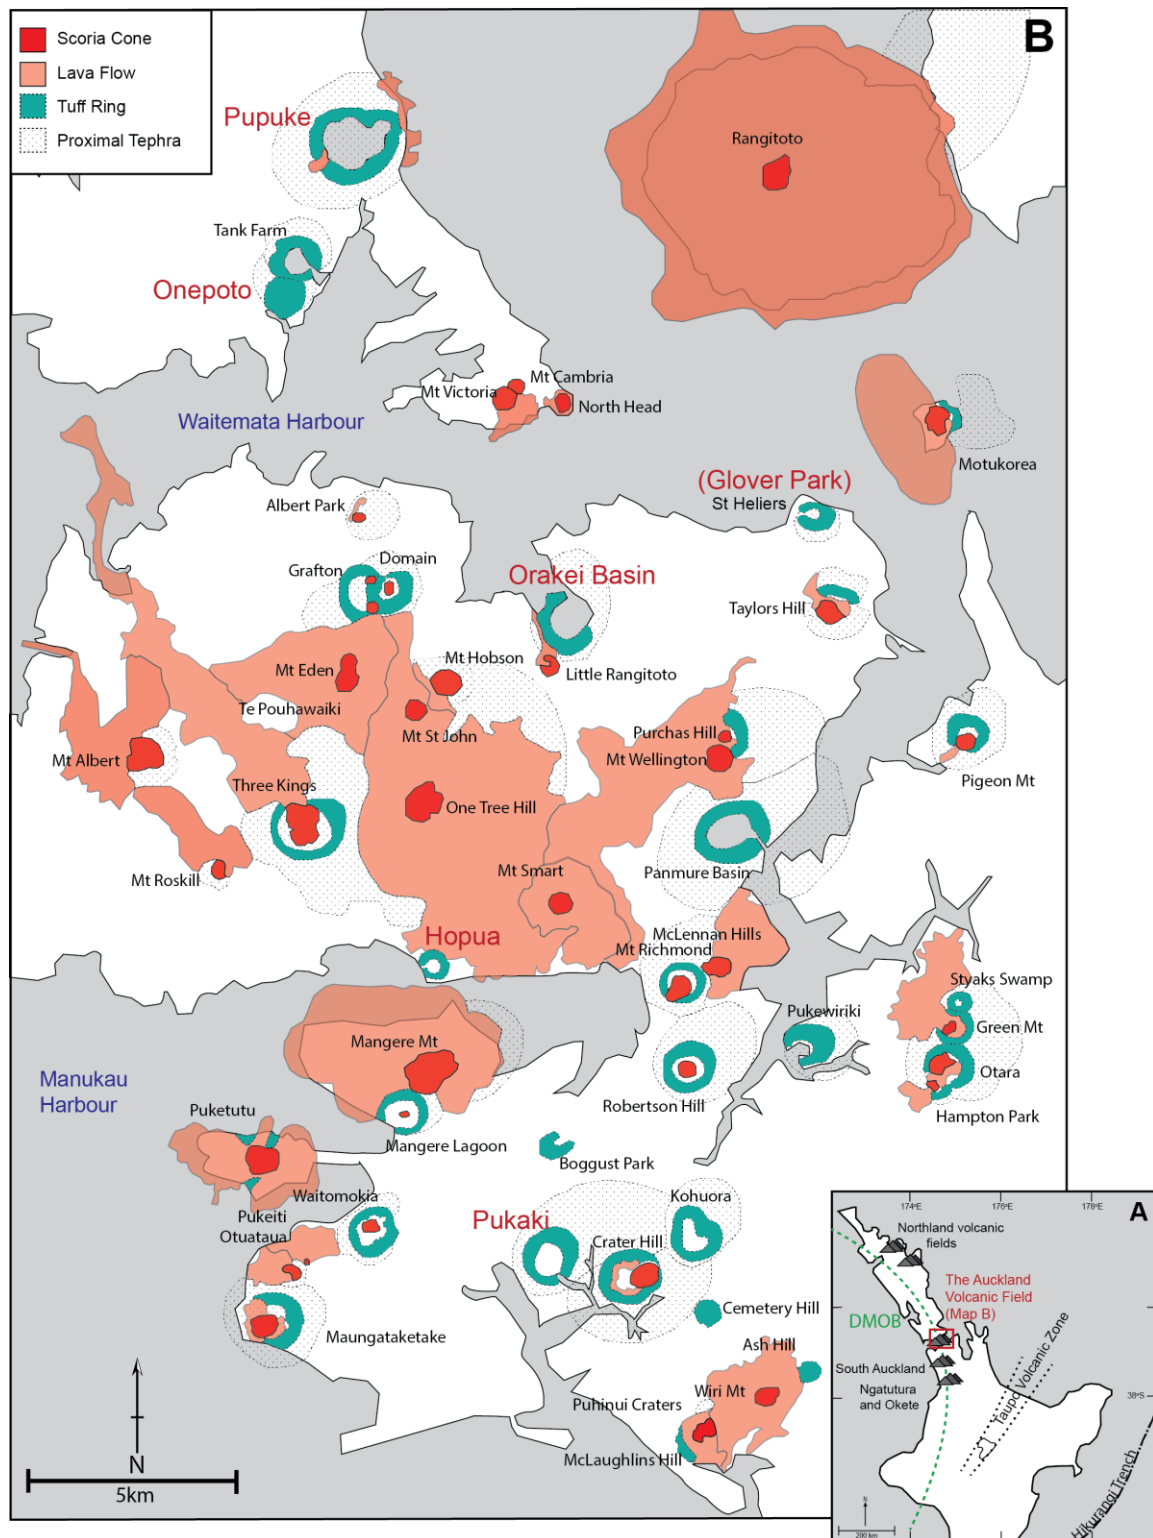 Scoria Cone
Lava Flow
Tuff Ring
Proximal Tephra
B
Pupuke
Rangitoto
Tank Farm
Onepoto
Mt Cambria
Mt Victoria
North Head
Waitemata Harbour
Motukorea
(Glover Park)
St Heliers
Albert Park
Domain
Grafton
Orakei Basin
Taylors Hill
Mt Hobson
Mt Eden
Little Rangitoto
Te Pouhawaiki
Mt St John
Purchas Hill
Mt Albert
Mt Wellington
Pigeon Mt
Three Kings
One Tree Hill
Mt Roskill
Mt Smart
Panmure Basin
Hopua
McLennan Hills
Mt Richmond
Styaks Swamp
Pukewiriki
Green Mt
Mangere Mt
Otara
Manukau
Harbour
Robertson Hill
Hampton Park
Puketutu
Mangere Lagoon
Boggust Park
Waitomokia
Kohuora
Pukeiti
Pukaki
Otuataua
Crater Hill
Cemetery Hill
Maungataketake
Ash Hill
Wiri Mt
Puhinui Craters
McLaughlins Hill
N
5km
174°E
176°E
178°E
A
Northland volcanic
fields
The Auckland
Volcanic Field
(Map B)
DMOB
South Auckland
Ngatutura
and Okete
Taupo Volcanic Zone
38°S
Hikurangi Trench
N
200 km